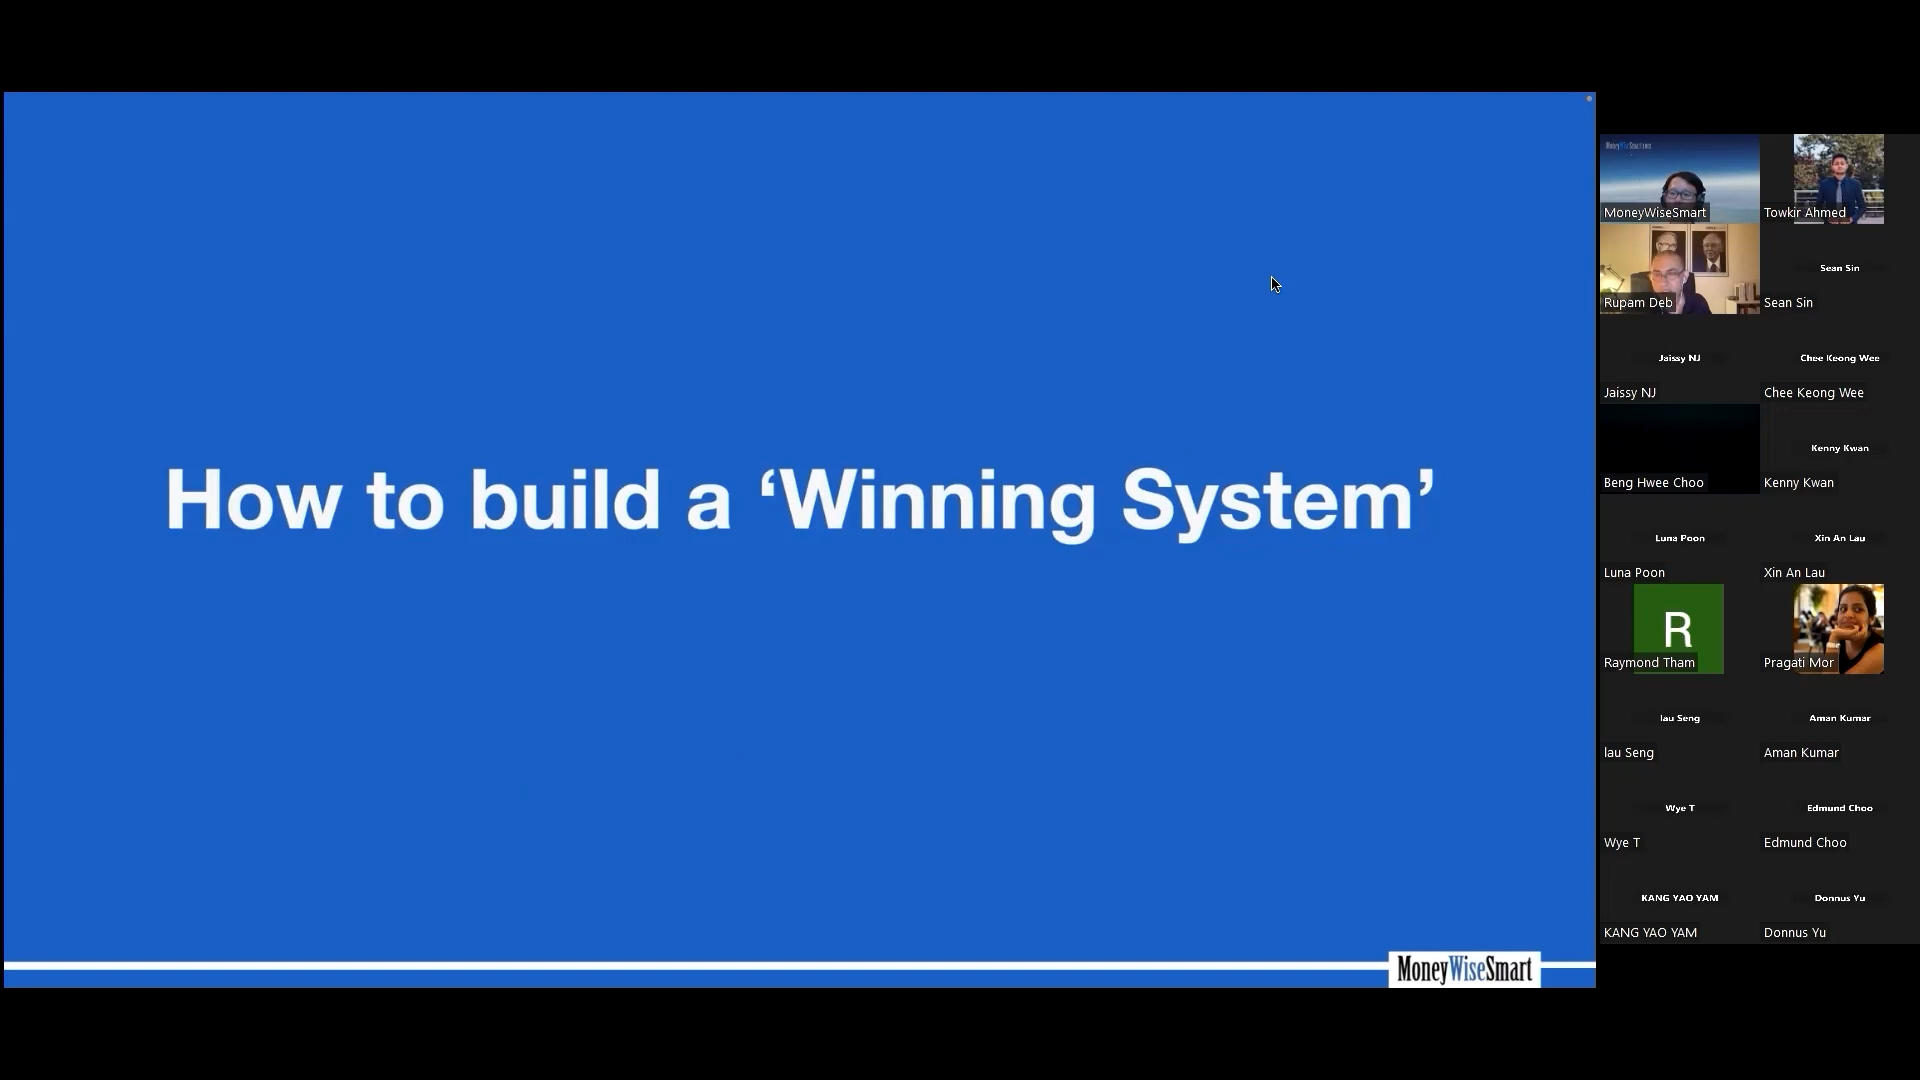 How to build a ‘Winning System’
MoneyWiseSmart
MoneyWiseSmart
Towkir Ahmed
Rupam Deb
Sean Sin
Sean Sin
Jaissy NJ
Jaissy NJ
Chee Keong Wee
Chee Keong Wee
Beng Hwee Choo
Kenny Kwan
Kenny Kwan
Luna Poon
Luna Poon
Xin An Lau
Xin An Lau
R
Raymond Tham
Pragati Mor
lau Seng
lau Seng
Aman Kumar
Aman Kumar
Wye T
Wye T
Edmund Choo
Edmund Choo
KANG YAO YAM
KANG YAO YAM
Donnus Yu
Donnus Yu